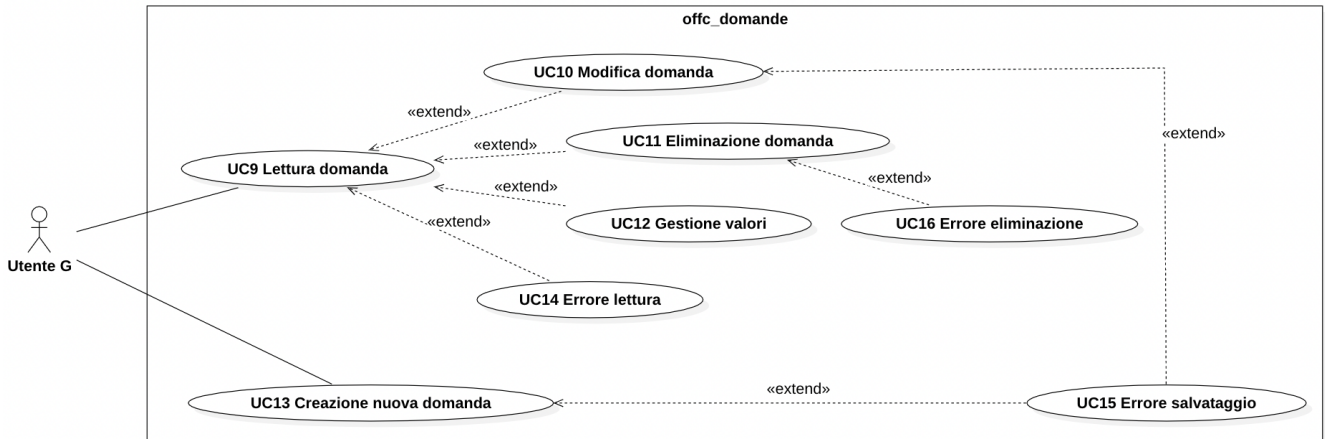 offc_domande
UC10 Modifica domanda
«extend»
«extend»
UC11 Eliminazione domanda
«extend»
UC9 Lettura domanda
«extend»
«extend»
UC12 Gestione valori
UC16 Errore eliminazione
«extend»
Utente G
UC14 Errore lettura
«extend»
UC13 Creazione nuova domanda
UC15 Errore salvataggio